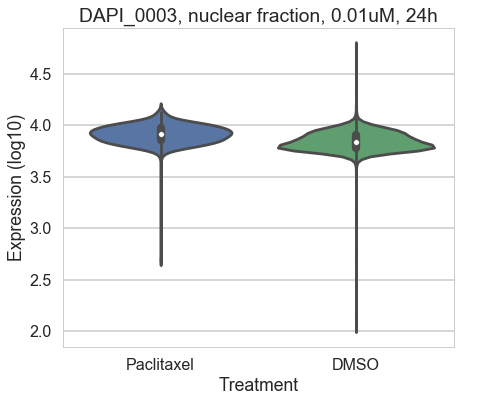 DAPI_0003, nuclear fraction, 0.01uM, 24h
Expression (log10)
4.5
4.0
3.5
3.0
2.5
2.0
Paclitaxel DMSO
Treatment